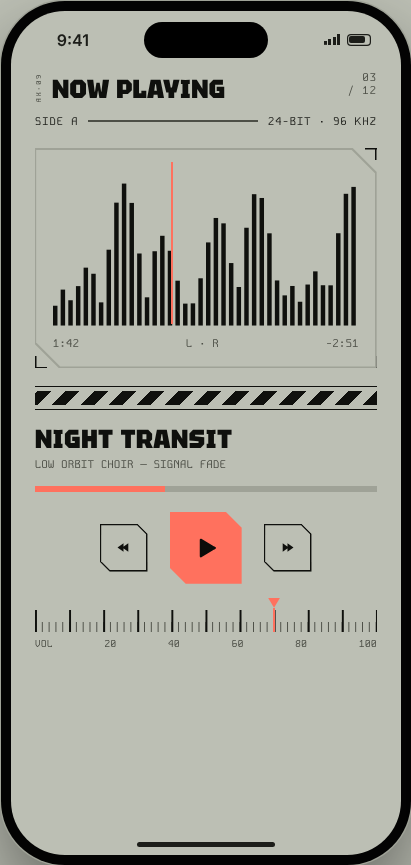 9:41
NOW PLAYING
03
/ 12
SIDE A
24-BIT · 96 KHZ
1:42 L · R -2:51
NIGHT TRANSIT
LOW ORBIT CHOIR — SIGNAL FADE
VOL 20 40 60 80 100